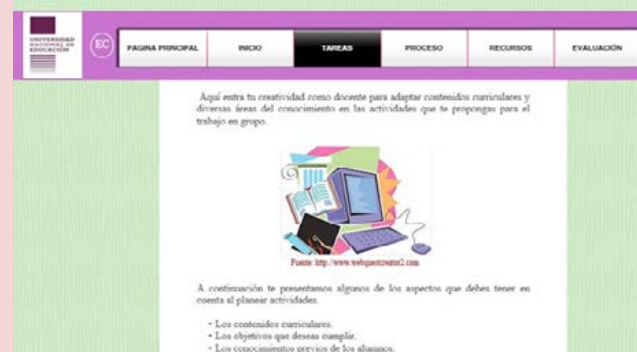 UNIVERSIDAD
NACIONAL DE
EDUCACIÓN
EC
PAGINA PRINCIPAL
INICIO
TAREAS
PROCESO
RECURSOS
EVALUACIÓN
Aquí entra tu creatividad como docente para adaptar contenidos curriculares y
diversas áreas del conocimiento en las actividades que te propongas para el
trabajo en grupo.
Fuente: http://www.webquestcreator2.com
A continuación te presentamos algunos de los aspectos que debes tener en
cuenta al planear actividades.
• Los contenidos curriculares.
• Los objetivos que deseas cumplir.
• Los conocimientos previos de los alumnos.